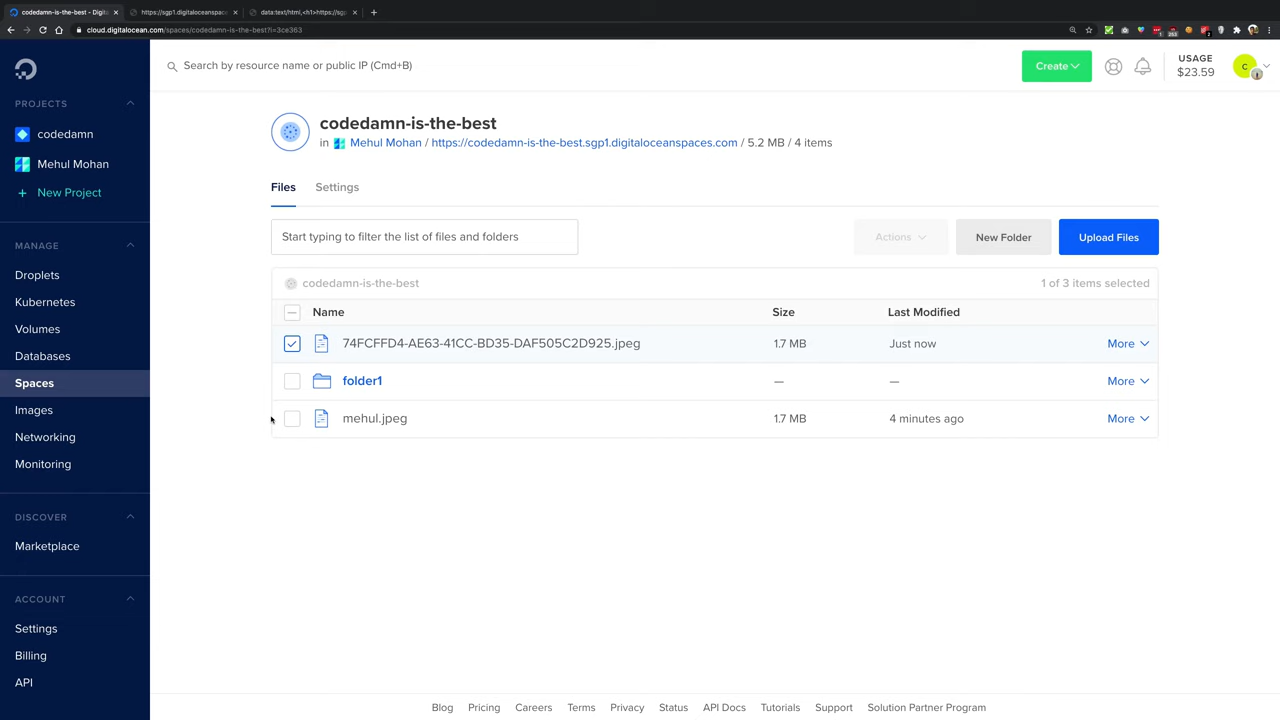 codedamn-is-the-best - Digit
https://sgp1.digitaloceanspac
data:text/html,<h1>https://sg
cloud.digitalocean.com/spaces/codedamn-is-the-best?i=3ce363
PROJECTS
codedamn
Mehul Mohan
+ New Project
MANAGE
Droplets
Kubernetes
Volumes
Databases
Spaces
Images
Networking
Monitoring
DISCOVER
Marketplace
ACCOUNT
Settings
Billing
API
Search by resource name or public IP (Cmd+B)
Create
USAGE
$23.59
C
codedamn-is-the-best
in Mehul Mohan / https://codedamn-is-the-best.sgp1.digitaloceanspaces.com / 5.2 MB / 4 items
Files Settings
Start typing to filter the list of files and folders
Actions
New Folder
Upload Files
codedamn-is-the-best
1 of 3 items selected
Name Size Last Modified
74FCFFD4-AE63-41CC-BD35-DAF505C2D925.jpeg 1.7 MB Just now More
folder1 — — More
mehul.jpeg 1.7 MB 4 minutes ago More
Blog Pricing Careers Terms Privacy Status API Docs Tutorials Support Solution Partner Program